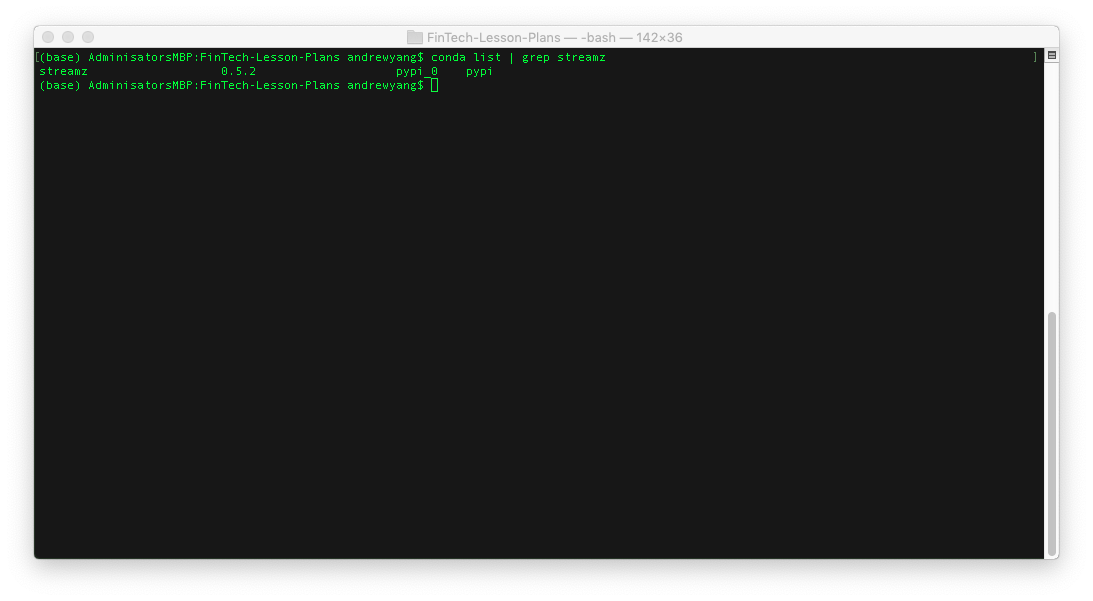 FinTech-Lesson-Plans — -bash — 142×36
[(base) AdminisatorsMBP:FinTech-Lesson-Plans andrewyang$ conda list | grep streamz ]
streamz 0.5.2 pypi_0 pypi
(base) AdminisatorsMBP:FinTech-Lesson-Plans andrewyang$